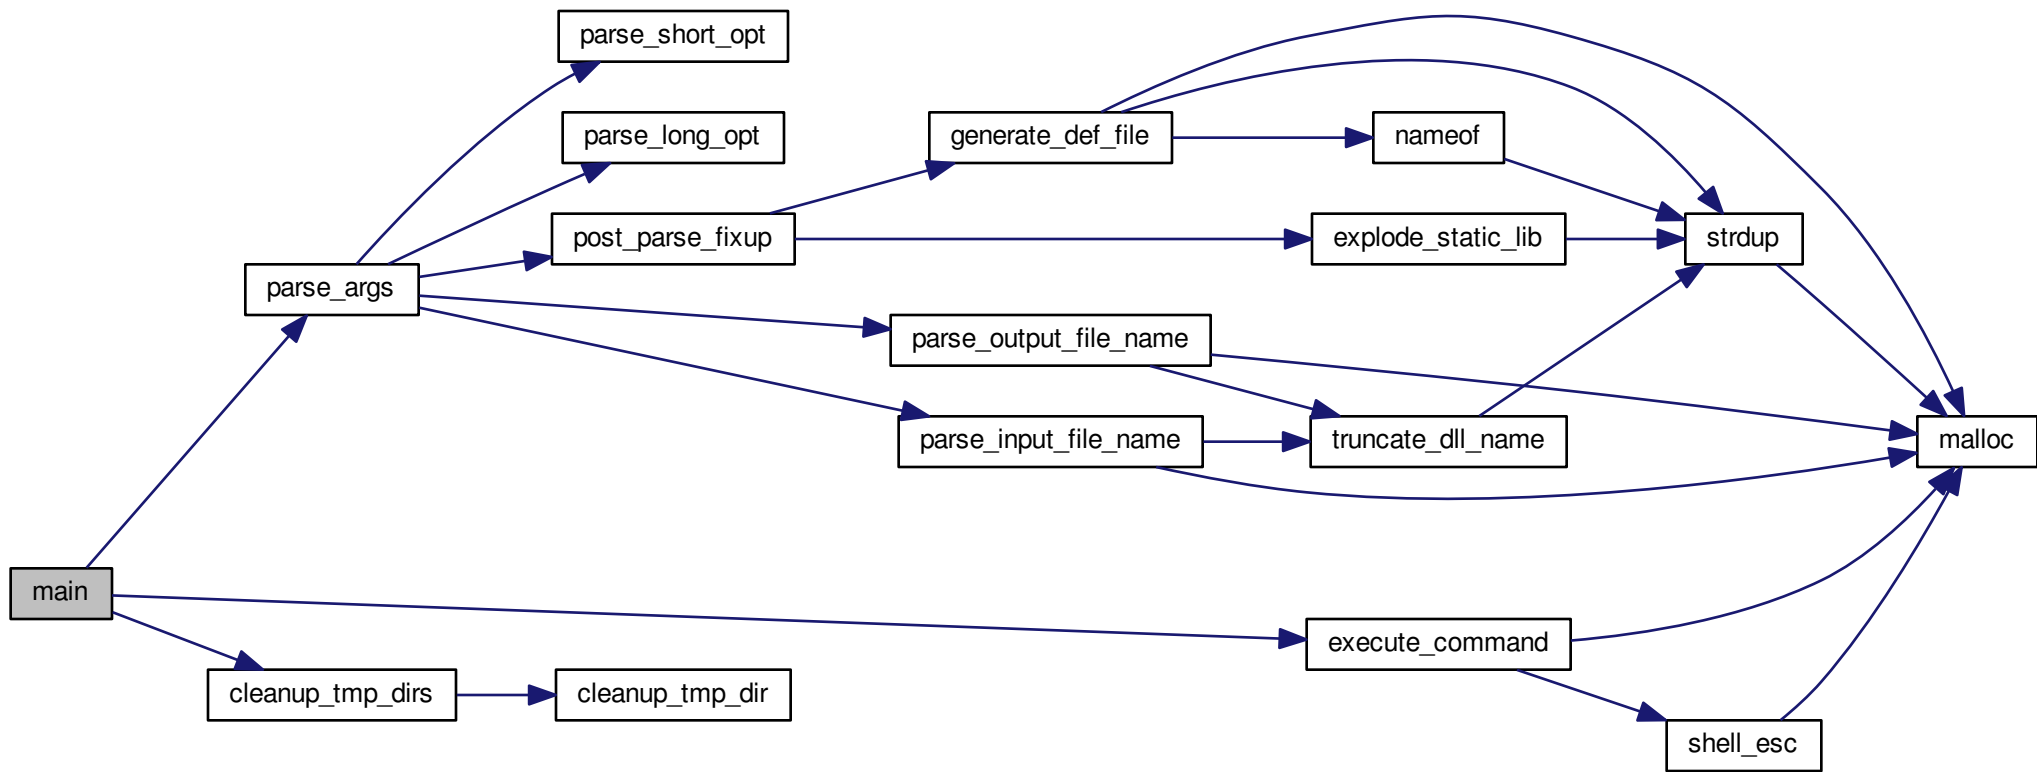 parse_short_opt
parse_long_opt
generate_def_file
nameof
post_parse_fixup
explode_static_lib
strdup
parse_args
parse_output_file_name
parse_input_file_name
truncate_dll_name
malloc
main
execute_command
cleanup_tmp_dirs
cleanup_tmp_dir
shell_esc